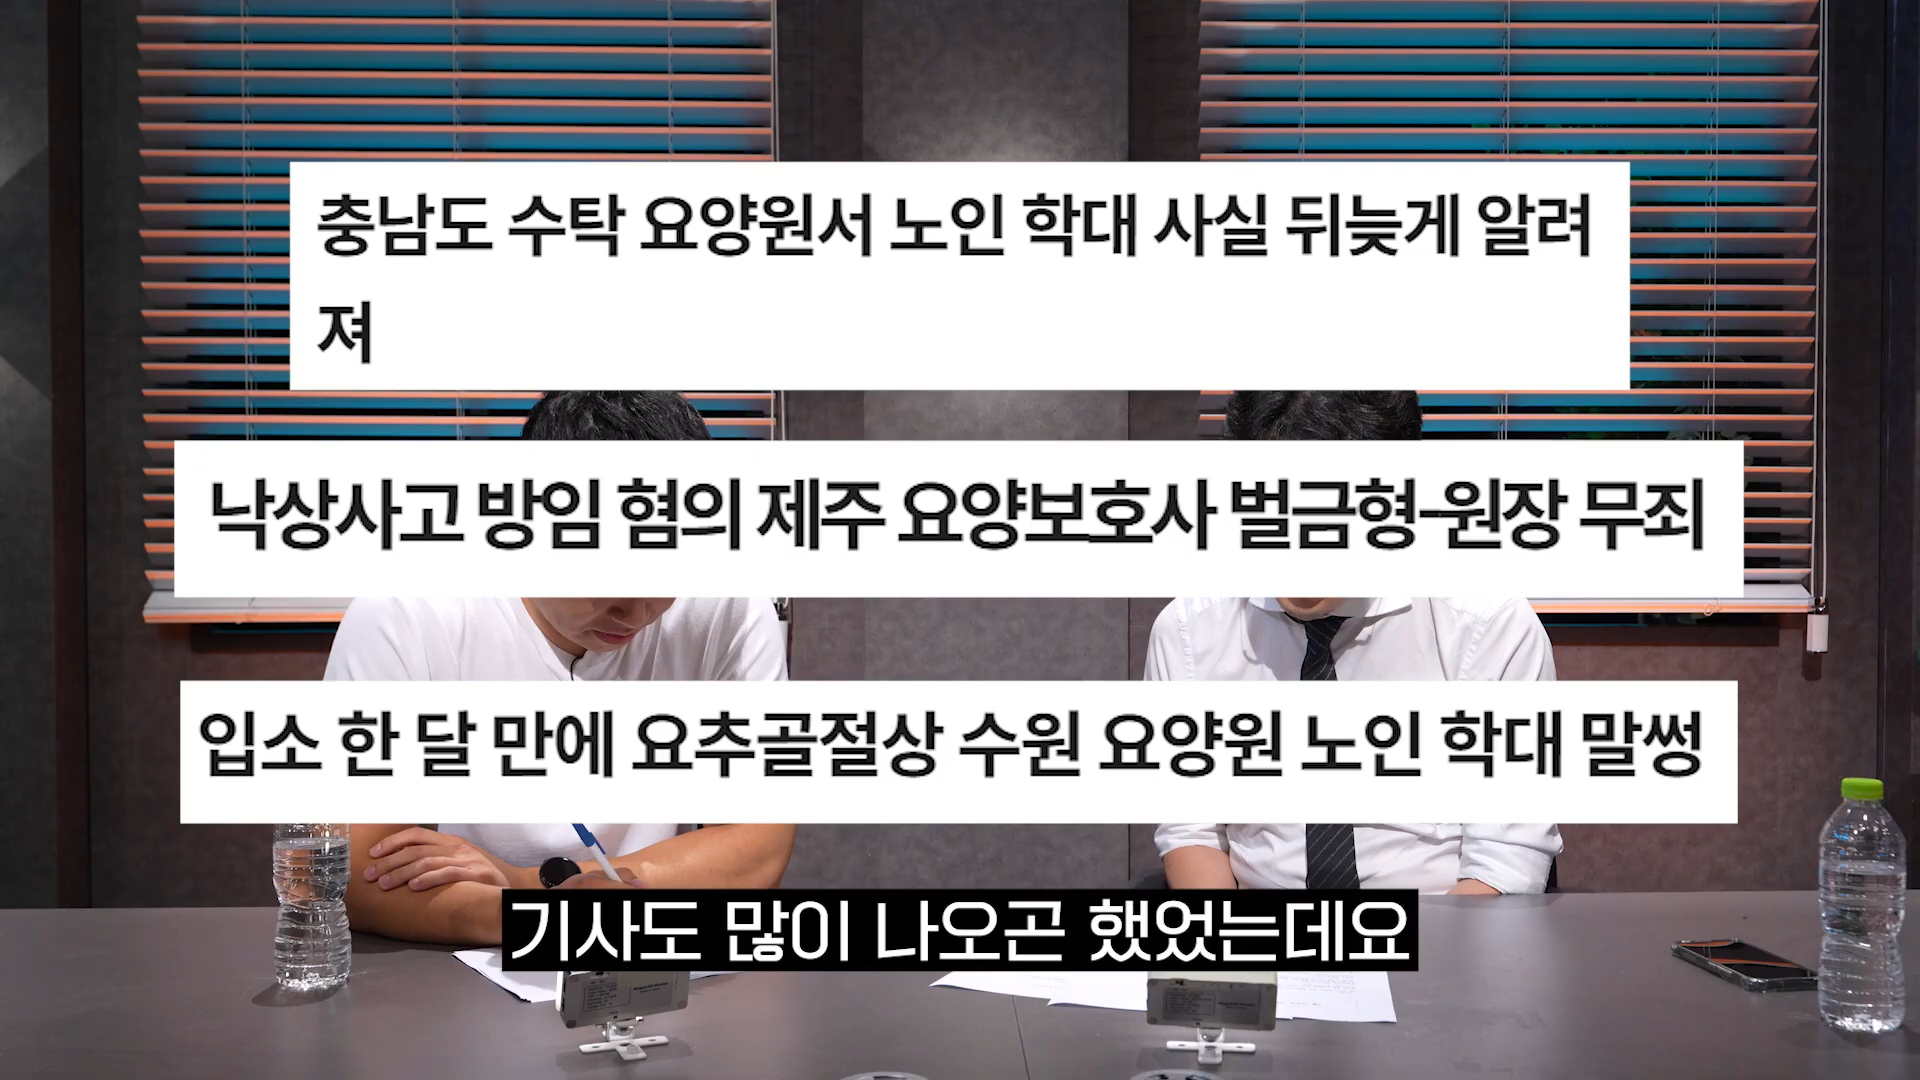 충남도 수탁 요양원서 노인 학대 사실 뒤늦게 알려
져
낙상사고 방임 혐의 제주 요양보호사 벌금형-원장 무죄
입소 한 달 만에 요추골절상 수원 요양원 노인 학대 말썽
기사도 많이 나오곤 했었는데요